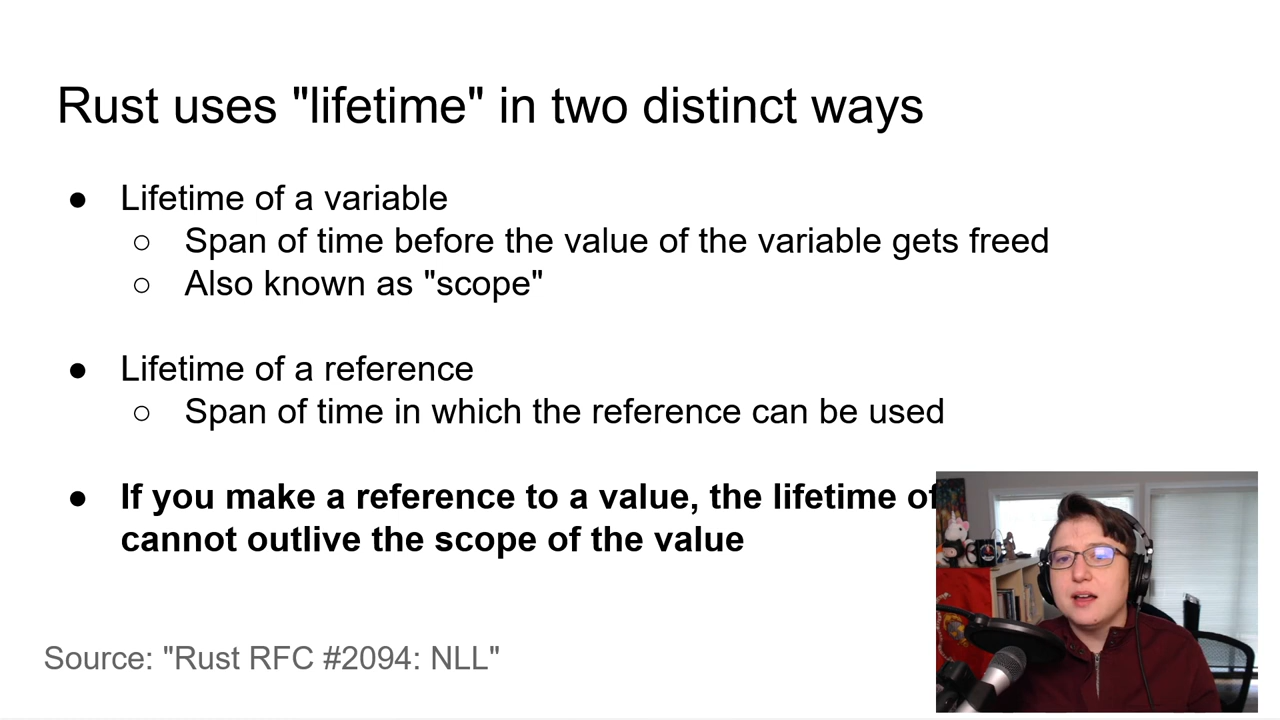 Rust uses "lifetime" in two distinct ways
● Lifetime of a variable
○ Span of time before the value of the variable gets freed
○ Also known as "scope"
● Lifetime of a reference
○ Span of time in which the reference can be used
● If you make a reference to a value, the lifetime of
cannot outlive the scope of the value
Source: "Rust RFC #2094: NLL"